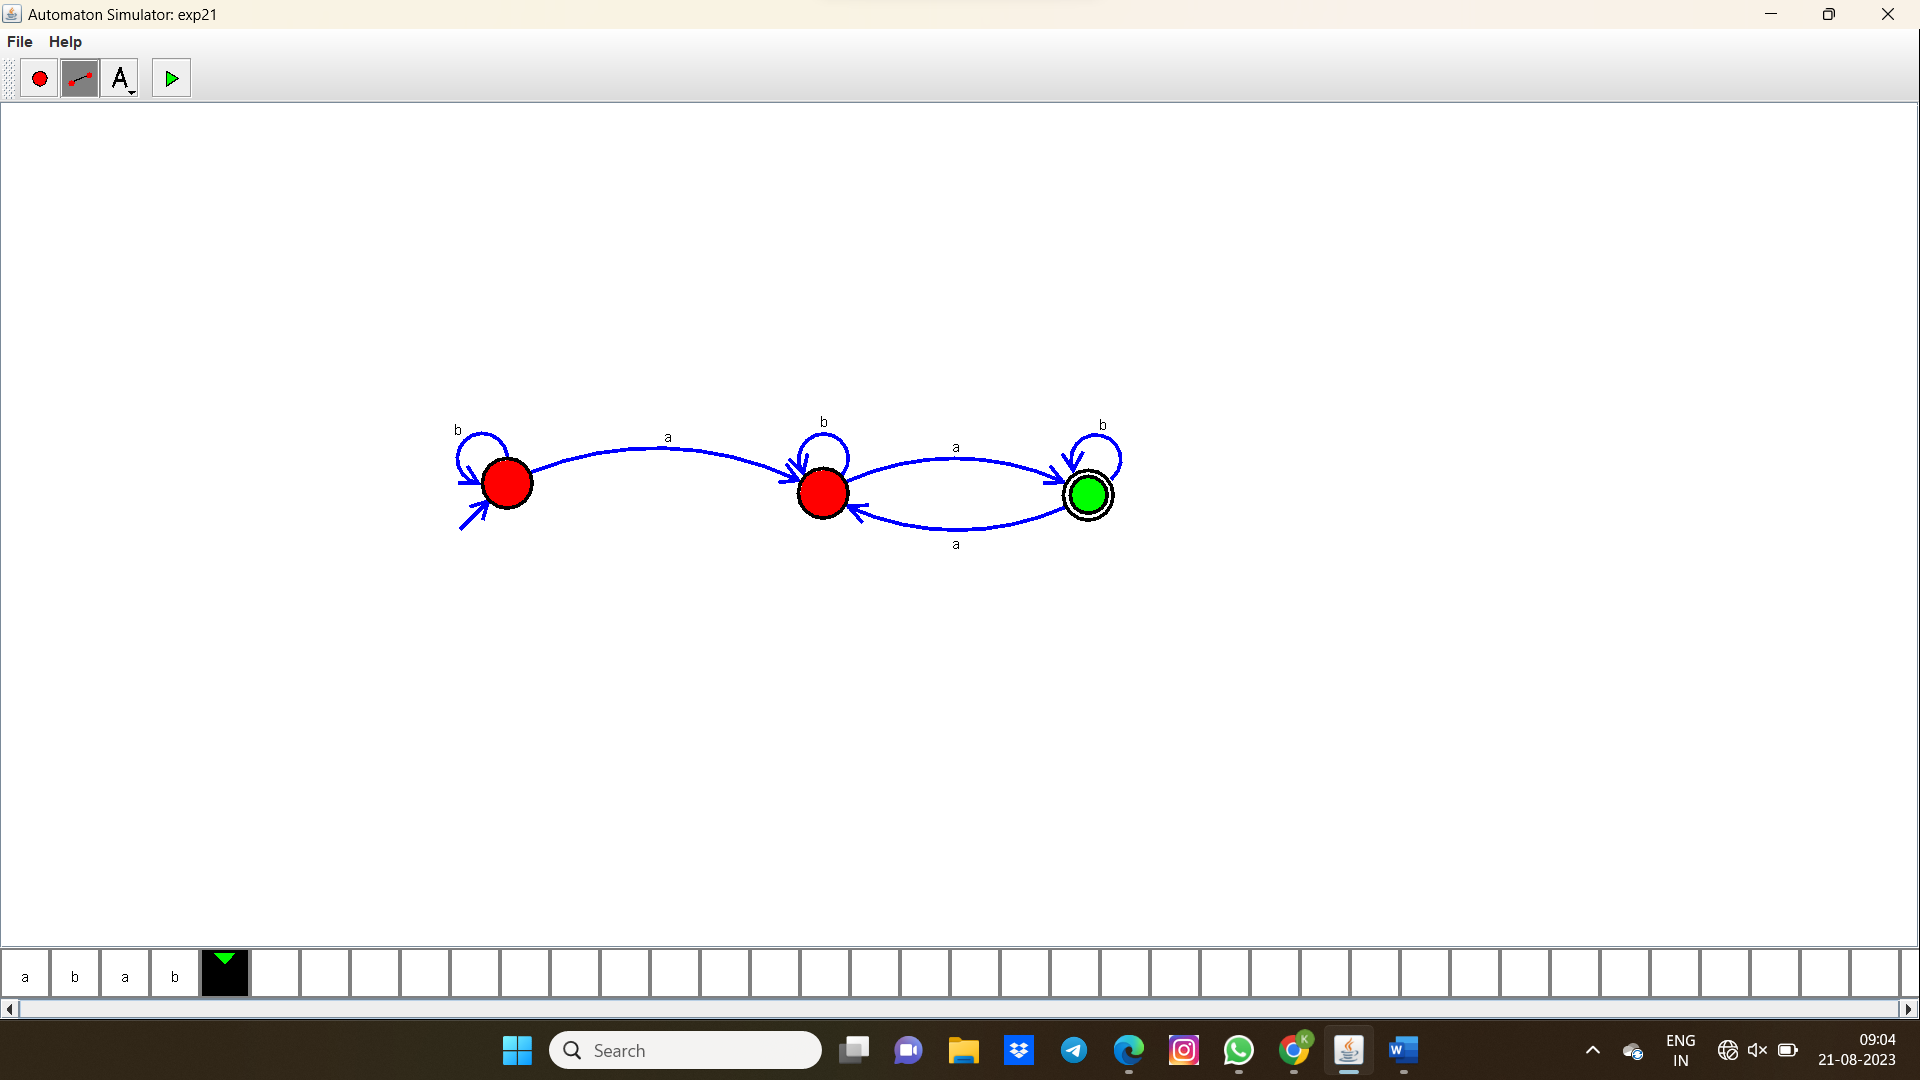 Automaton Simulator: exp21
File Help
A
b
a
b
a
b
a
a b a b
Search
K
W
ENG
IN
09:04
21-08-2023